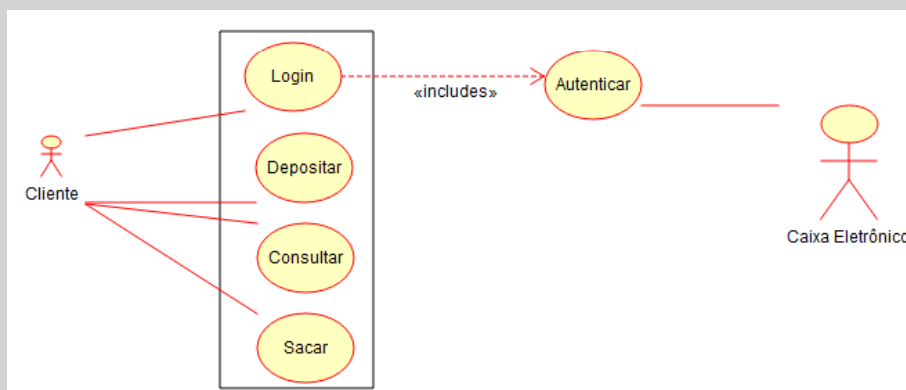 Login
«includes»
Autenticar
Depositar
Cliente
Consultar
Caixa Eletrônico
Sacar